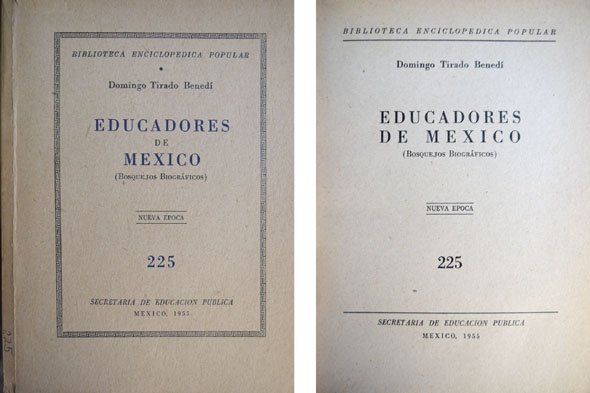 BIBLIOTECA ENCICLOPEDICA POPULAR
Domingo Tirado Benedí
EDUCADORES
DE
MEXICO
(Bosquejos Biográficos)
NUEVA EPOCA
225
SECRETARIA DE EDUCACION PUBLICA
MEXICO, 1955
225
BIBLIOTECA ENCICLOPEDICA POPULAR
Domingo Tirado Benedí
EDUCADORES
DE MEXICO
(Bosquejos Biográficos)
NUEVA EPOCA
225
SECRETARIA DE EDUCACION PUBLICA
MEXICO, 1955